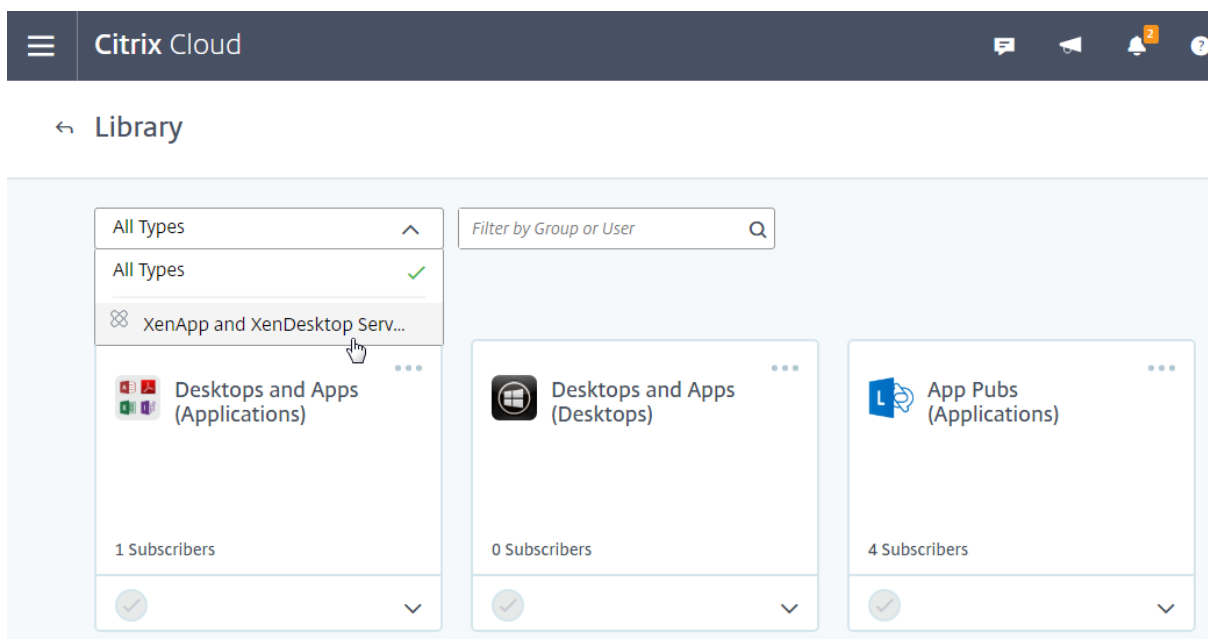 Citrix Cloud
2
?
Library
All Types
Filter by Group or User
All Types
XenApp and XenDesktop Serv...
Desktops and Apps
(Applications)
1 Subscribers
Desktops and Apps
(Desktops)
0 Subscribers
L
App Pubs
(Applications)
4 Subscribers